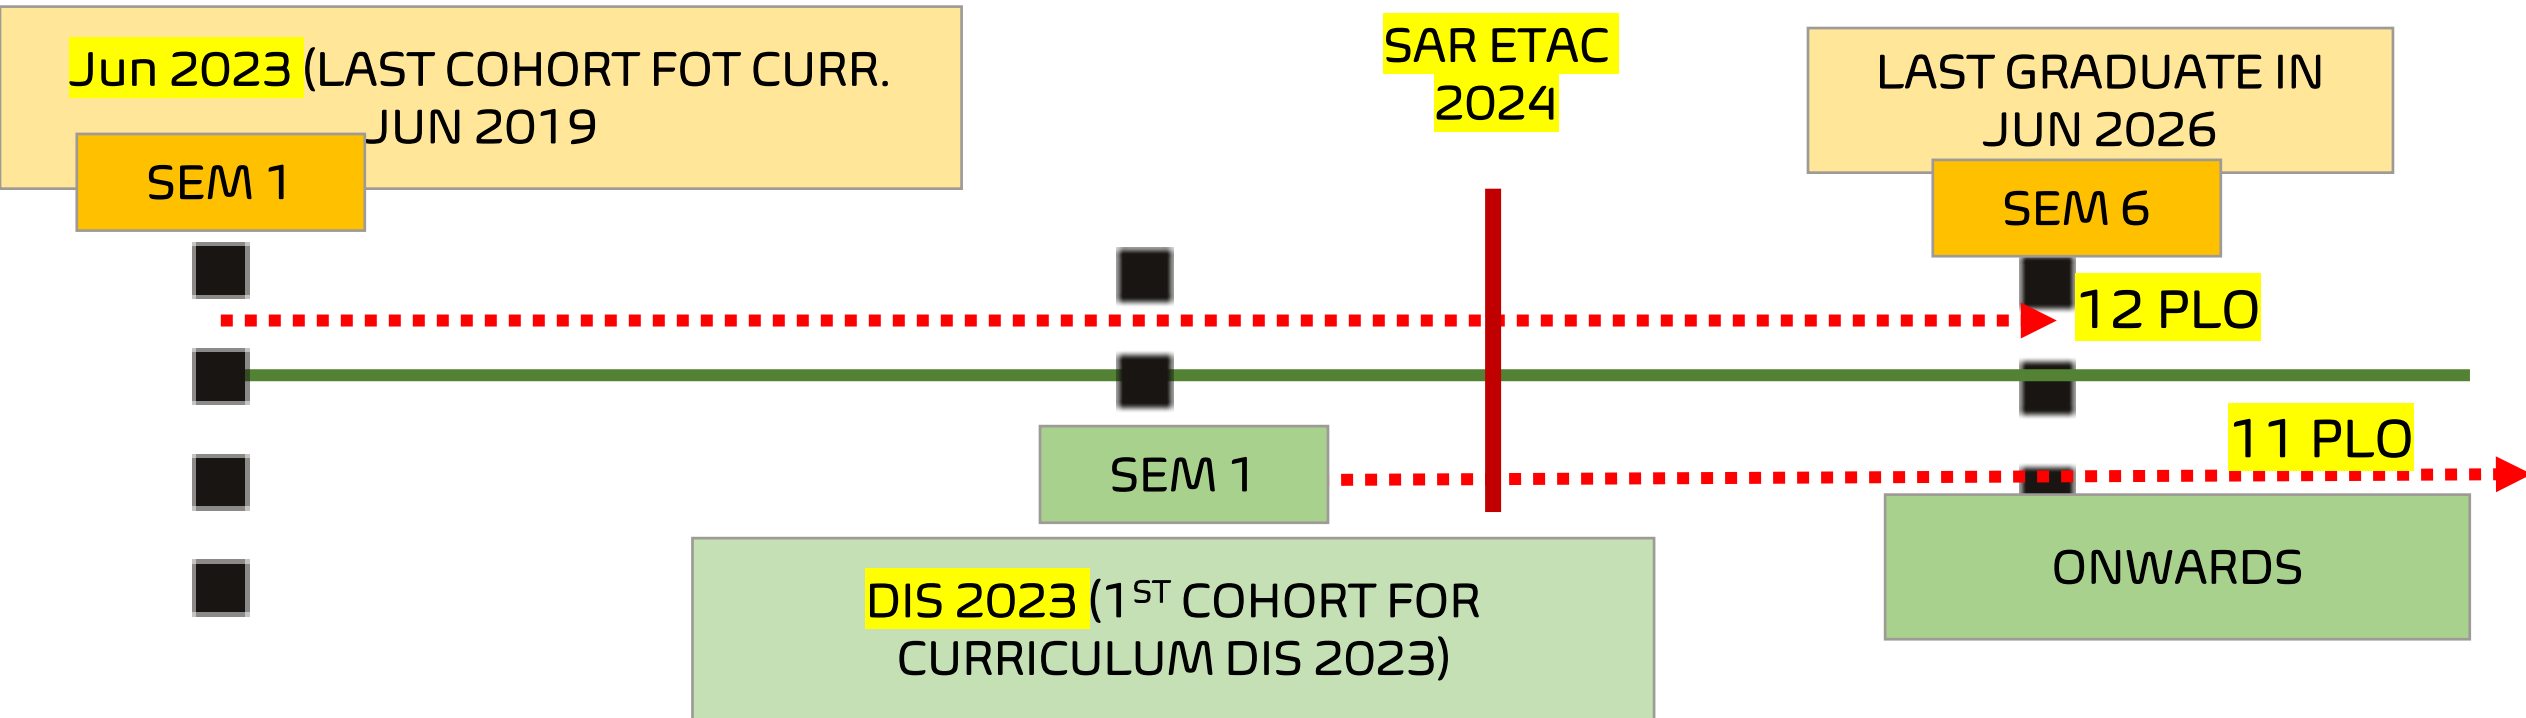 Jun 2023 (LAST COHORT FOT CURR.
JUN 2019
SEM 1
SAR ETAC
2024
LAST GRADUATE IN
JUN 2026
SEM 6
12 PLO
11 PLO
SEM 1
ONWARDS
DIS 2023 (1ST COHORT FOR
CURRICULUM DIS 2023)